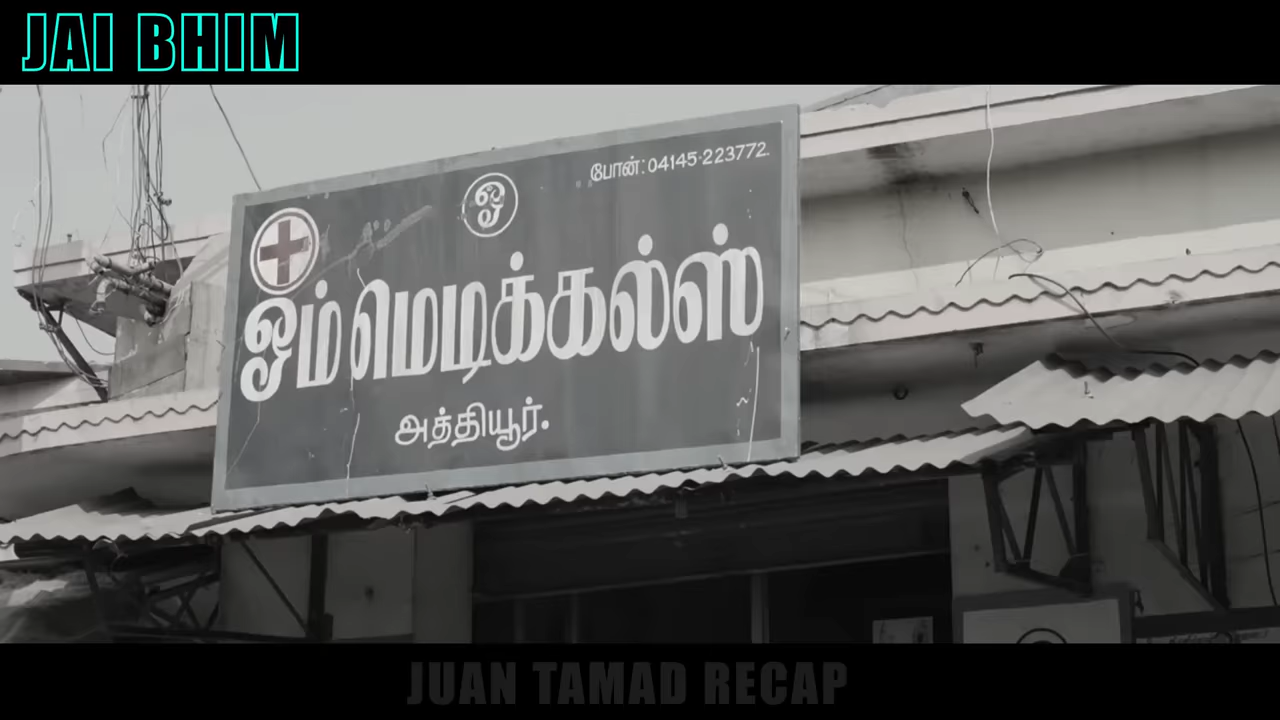 JAI BHIM
போன்: 04145-223772.
ஓ
ஓம் மெடிக்கல்ஸ்
அத்தியூர்.
JUAN TAMAD RECAP